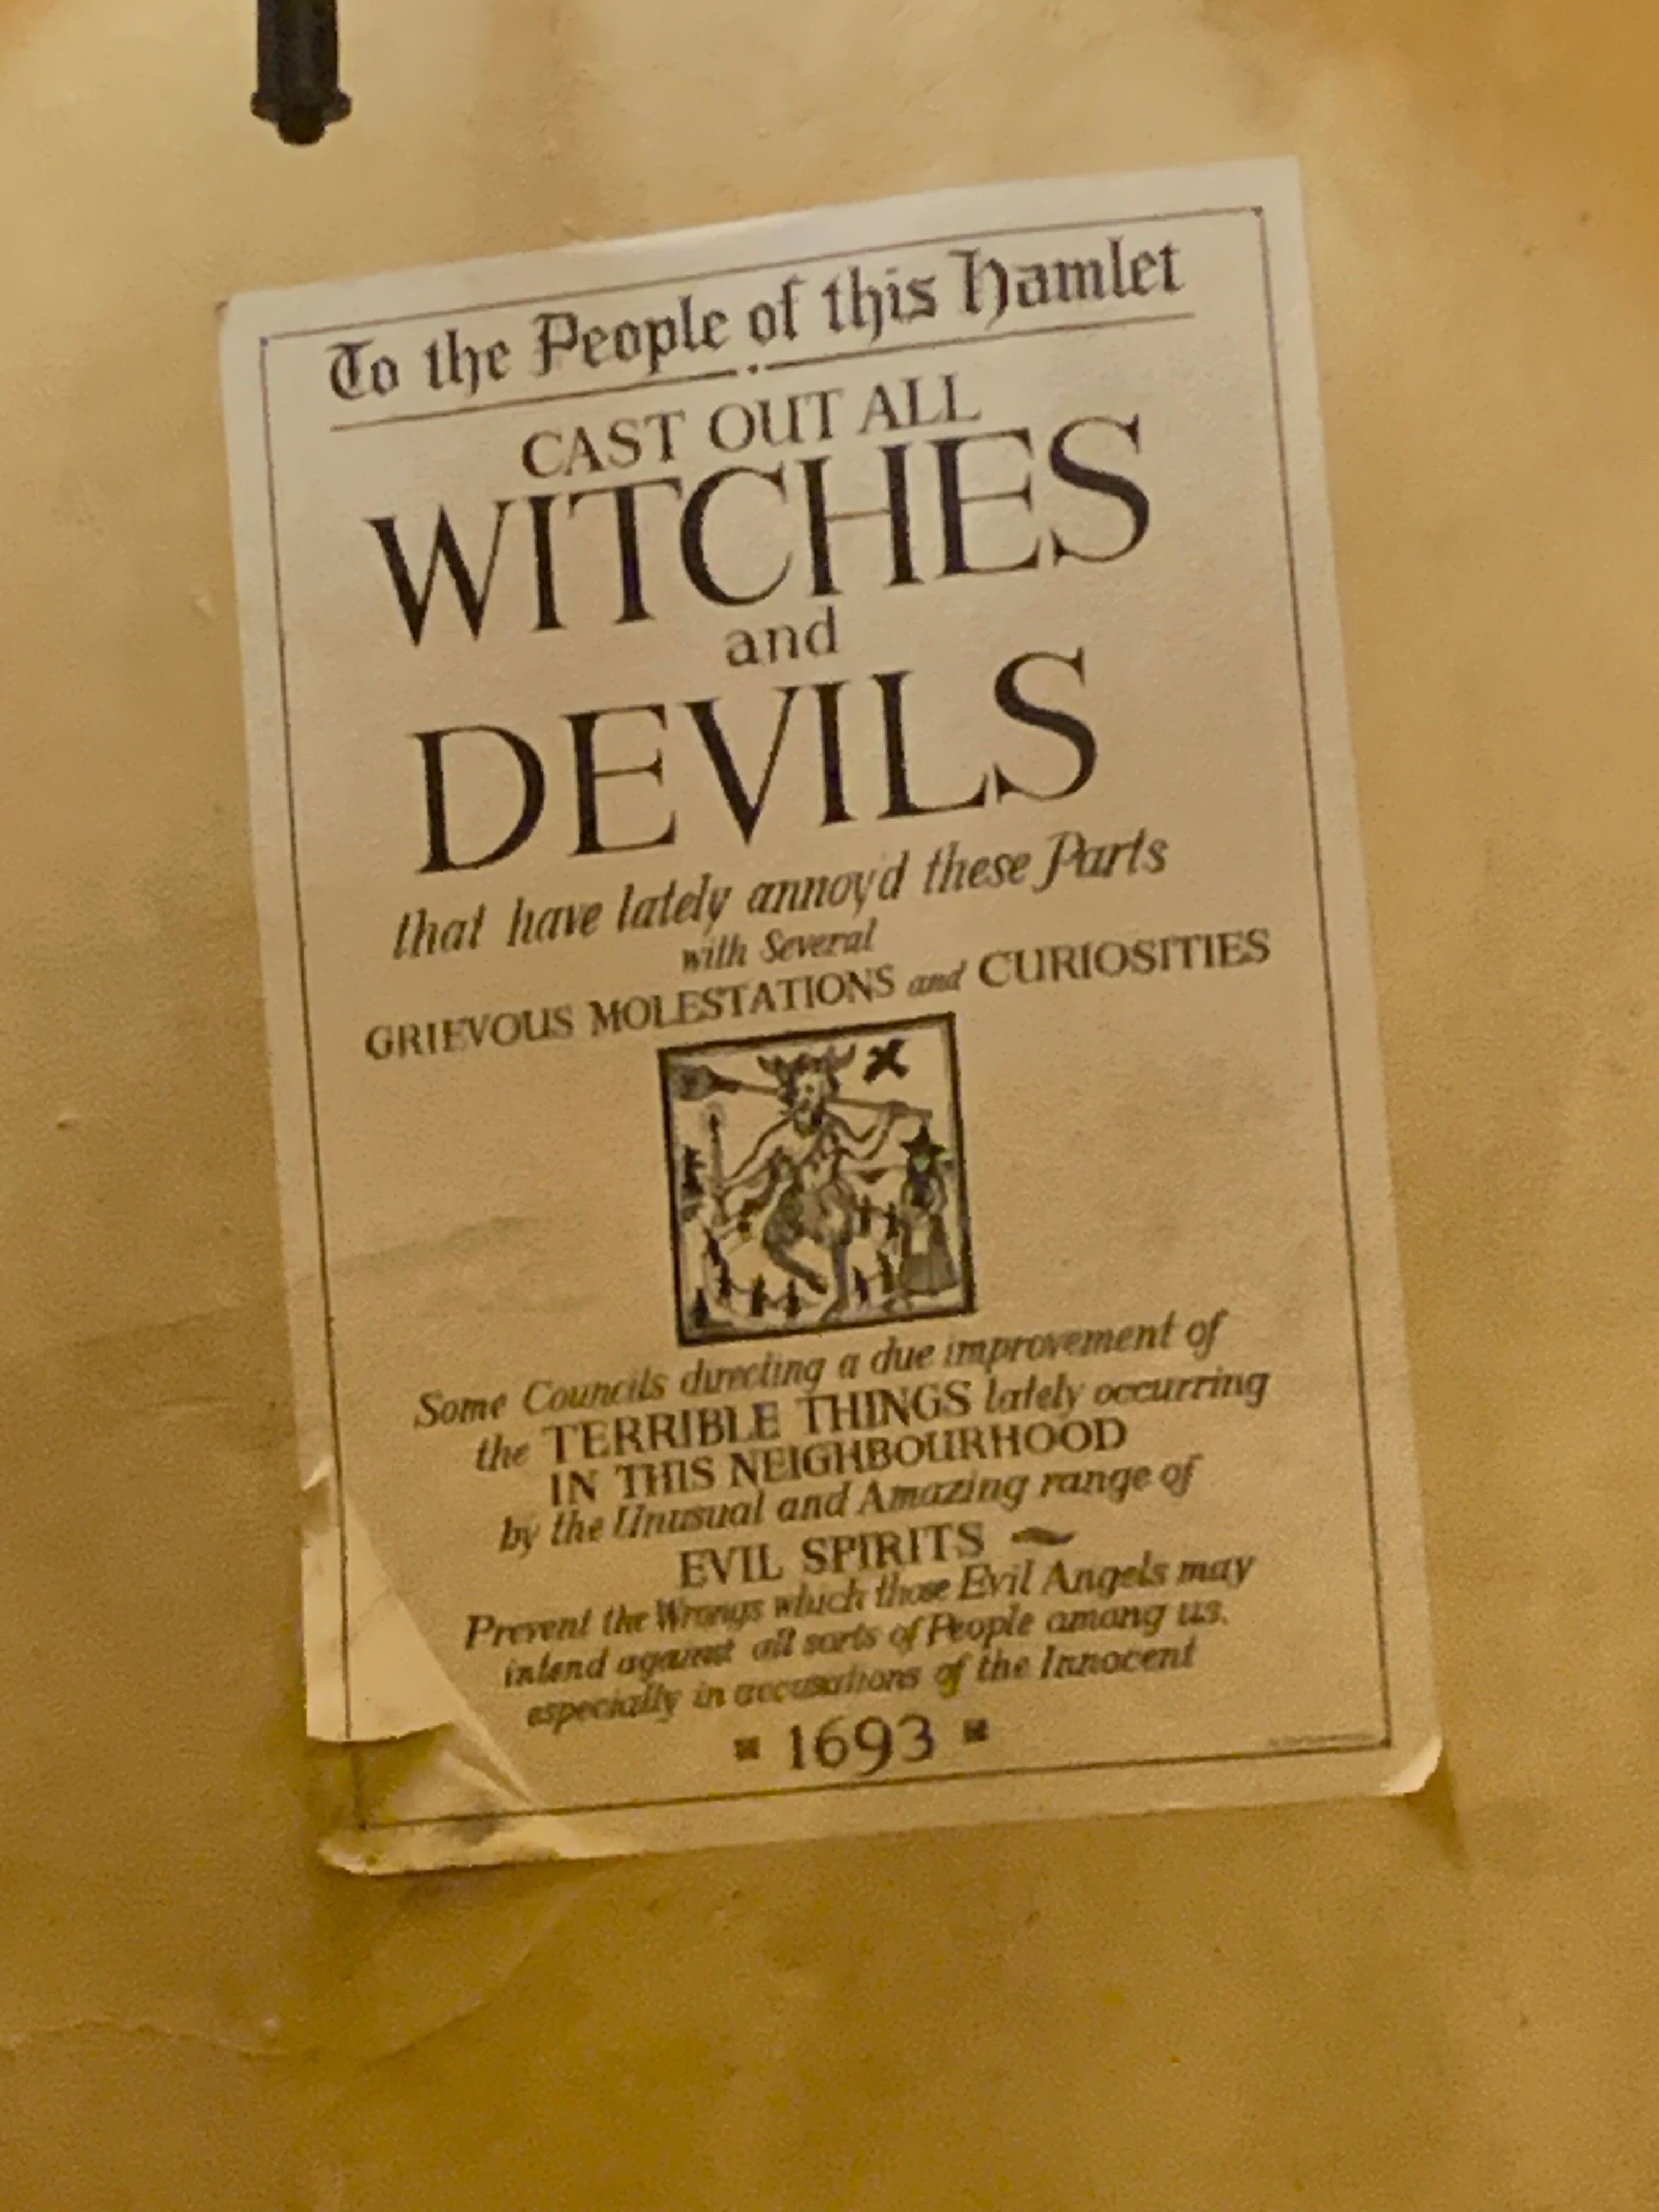 To the People of this Hamlet
CAST OUT ALL
WITCHES
and
DEVILS
that have lately annoy'd these Parts
with Several
GRIEVOUS MOLESTATIONS and CURIOSITIES
Some Councils directing a due improvement of
the TERRIBLE THINGS lately occurring
IN THIS NEIGHBOURHOOD
by the Unusual and Amazing range of
EVIL SPIRITS
Prevent the Wrongs which those Evil Angels may
intend against all sorts of People among us.
especially in accusations of the Innocent
1693